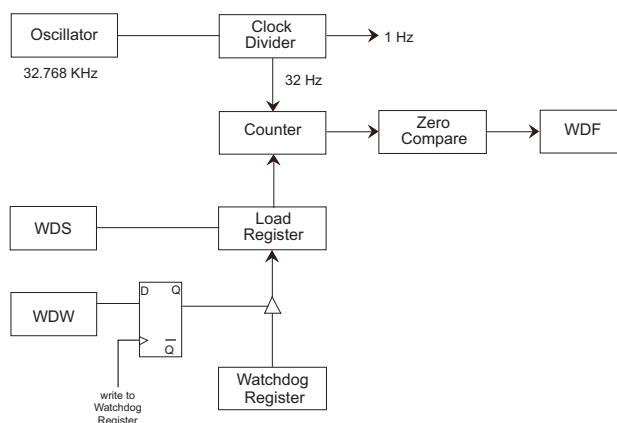 Oscillator
Clock
Divider
1 Hz
32.768 KHz
32 Hz
Counter
Zero
Compare
WDF
WDS
Load
Register
WDW
D Q
Q
write to
Watchdog
Register
Watchdog
Register